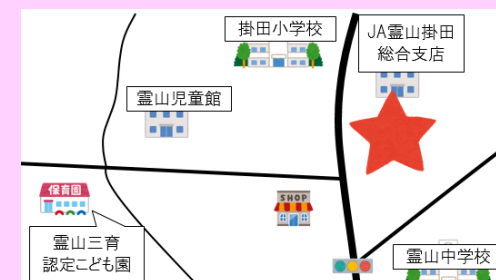 掛田小学校
JA霊山掛田
総合支店
霊山児童館
保育園
SHOP
霊山三育
認定こども園
霊山中学校